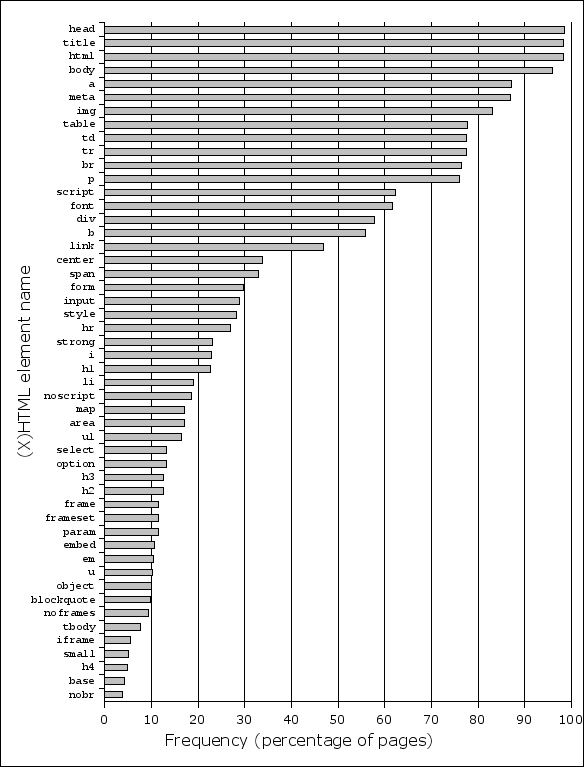 head
title
html
body
a
meta
img
table
td
tr
br
p
script
font
div
b
link
center
span
form
input
style
hr
strong
i
h1
li
noscript
map
area
ul
select
option
h3
h2
frame
frameset
param
embed
em
u
object
blockquote
noframes
tbody
iframe
small
h4
base
nobr
(X)HTML element name
0 10 20 30 40 50 60 70 80 90 100
Frequency (percentage of pages)